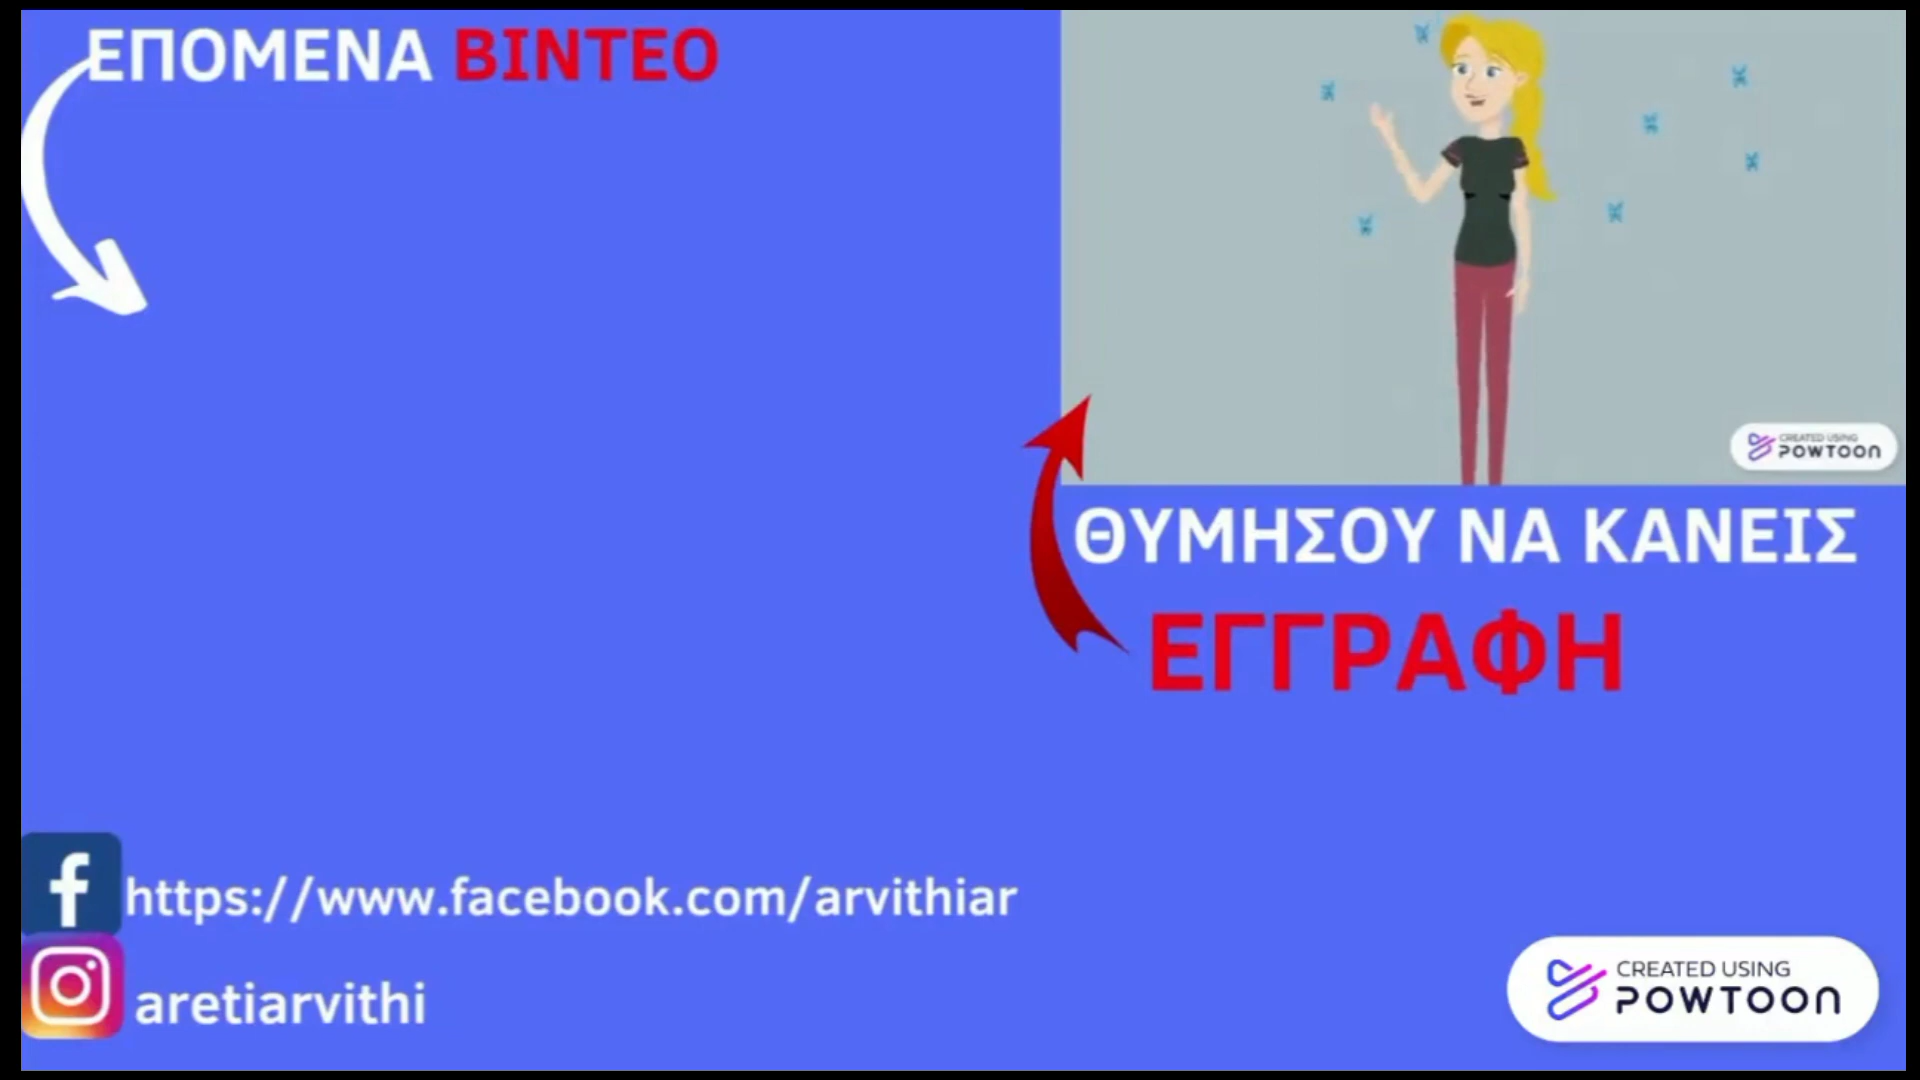 ΕΠΟΜΕΝΑ ΒΙΝΤΕΟ
CREATED USING
POWTOON
ΘΥΜΗΣΟΥ ΝΑ ΚΑΝΕΙΣ
ΕΓΓΡΑΦΗ
https://www.facebook.com/arvithiar
aretiarvithi
CREATED USING
POWTOON